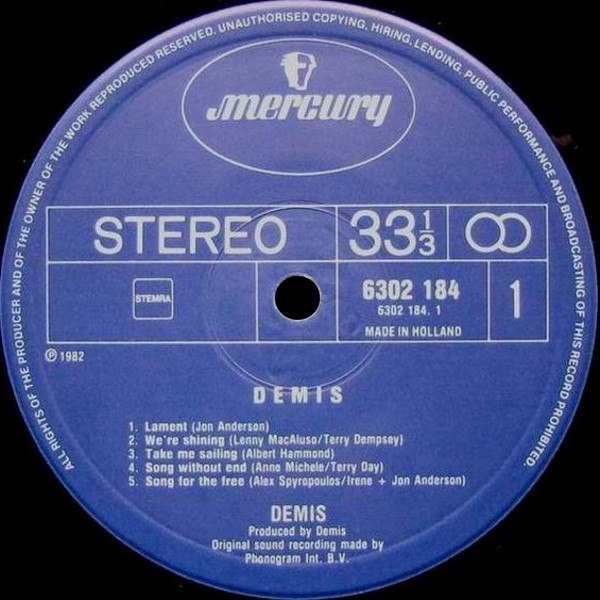 ALL RIGHTS OF THE PRODUCER AND OF THE OWNER OF THE WORK REPRODUCED RESERVED. UNAUTHORISED COPYING, HIRING, LENDING, PUBLIC PERFORMANCE AND BROADCASTING OF THIS RECORD PROHIBITED.
mercury
STEREO 33 1/3
STEMRA 6302 184 1
6302 184. 1
MADE IN HOLLAND
℗ 1982
DEMIS
1. Lament (Jon Anderson)
2. We're shining (Lenny MacAluso/Terry Dempsey)
3. Take me sailing (Albert Hammond)
4. Song without end (Anne Michele/Terry Day)
5. Song for the free (Alex Spyropoulos/Irene + Jon Anderson)
DEMIS
Produced by Demis
Original sound recording made by
Phonogram Int. B.V.